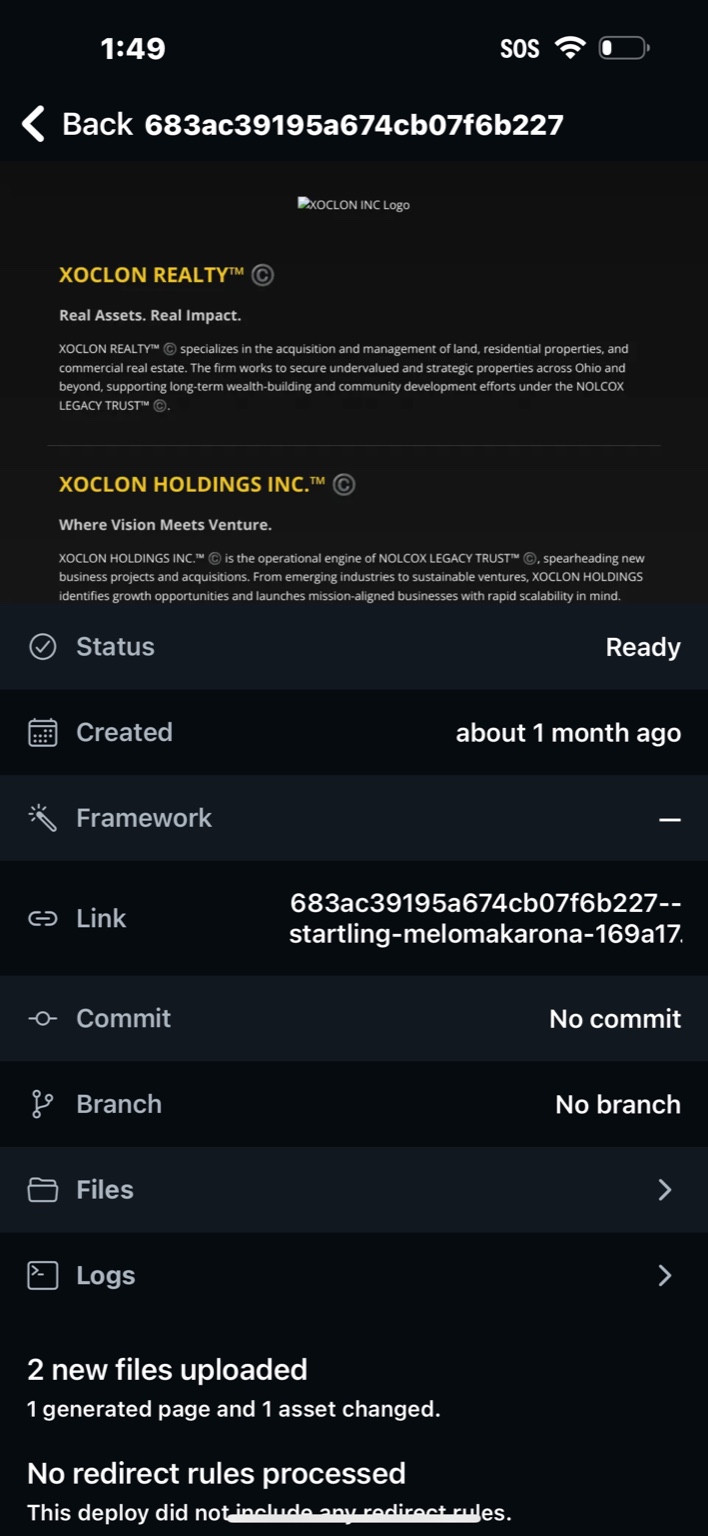 1:49
SOS
Back 683ac39195a674cb07f6b227
XOCLON INC Logo
XOCLON REALTY™ ©
Real Assets. Real Impact.
XOCLON REALTY™ © specializes in the acquisition and management of land, residential properties, and
commercial real estate. The firm works to secure undervalued and strategic properties across Ohio and
beyond, supporting long-term wealth-building and community development efforts under the NOLCOX
LEGACY TRUST™ ©.
XOCLON HOLDINGS INC.™ ©
Where Vision Meets Venture.
XOCLON HOLDINGS INC.™ © is the operational engine of NOLCOX LEGACY TRUST™ ©, spearheading new
business projects and acquisitions. From emerging industries to sustainable ventures, XOCLON HOLDINGS
identifies growth opportunities and launches mission-aligned businesses with rapid scalability in mind.
Status Ready
Created about 1 month ago
Framework —
Link 683ac39195a674cb07f6b227--
startling-melomakarona-169a17.
Commit No commit
Branch No branch
Files
Logs
2 new files uploaded
1 generated page and 1 asset changed.
No redirect rules processed
This deploy did not include any redirect rules.